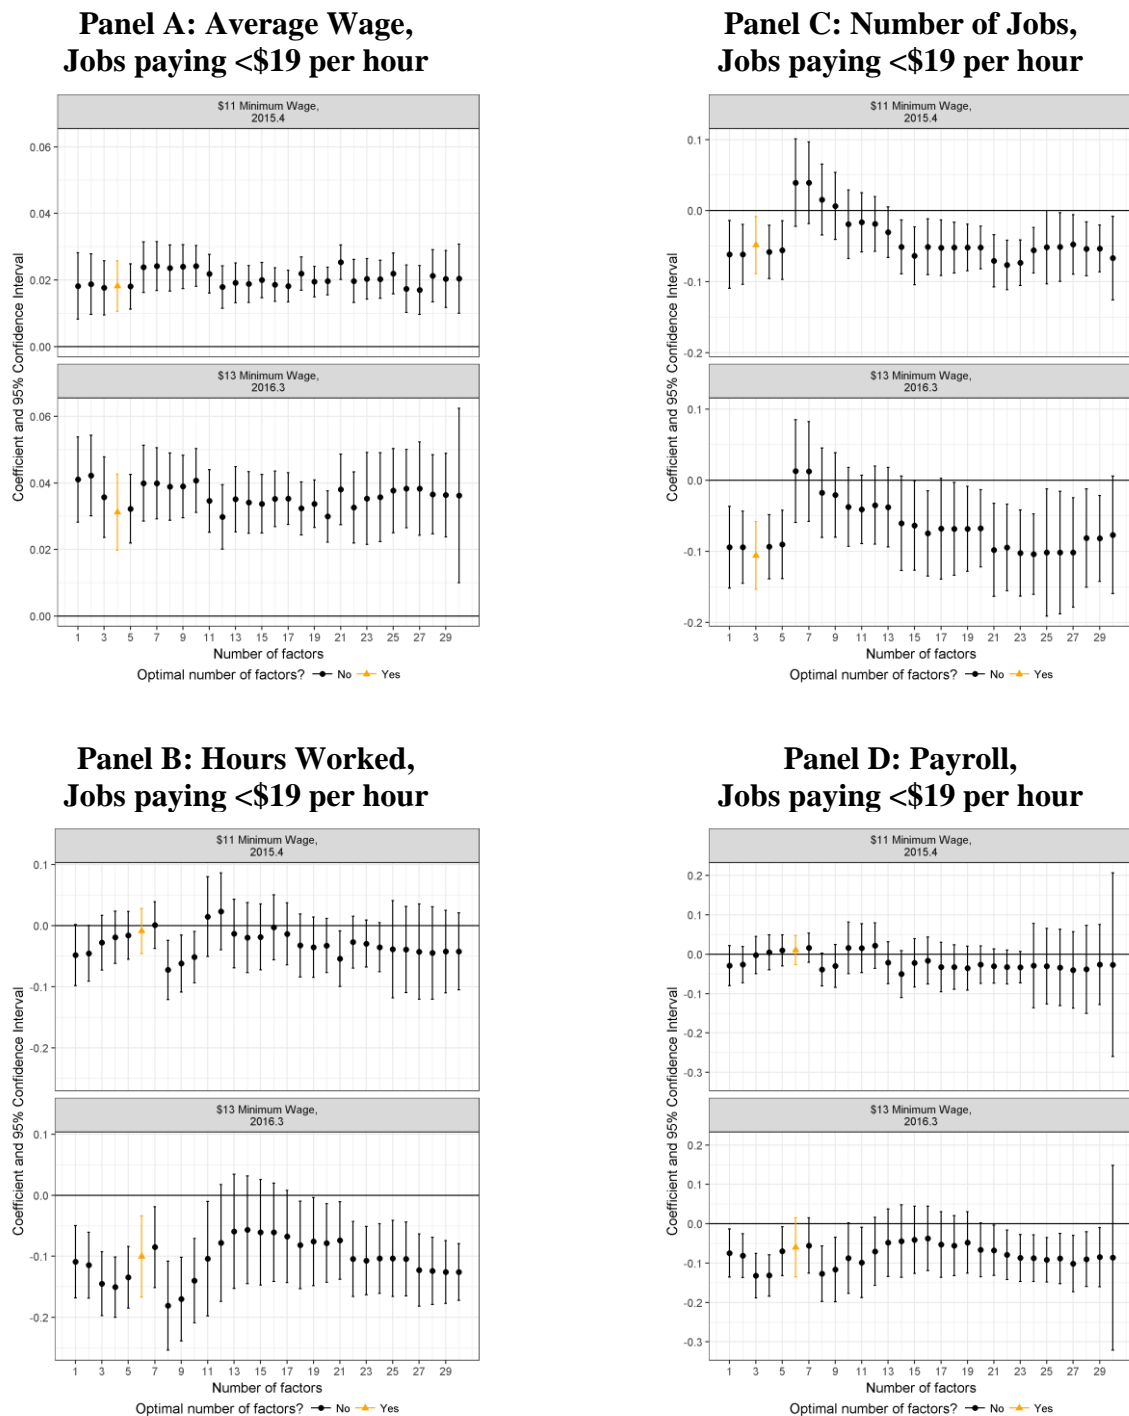 Panel A: Average Wage,
Jobs paying <$19 per hour
$11 Minimum Wage,
2015.4
0.06
0.04
0.02
0.00
$13 Minimum Wage,
2016.3
0.06
0.04
0.02
0.00
Coefficient and 95% Confidence Interval
1 3 5 7 9 11 13 15 17 19 21 23 25 27 29
Number of factors
Optimal number of factors? No Yes
Panel C: Number of Jobs,
Jobs paying <$19 per hour
$11 Minimum Wage,
2015.4
0.1
0.0
-0.1
-0.2
$13 Minimum Wage,
2016.3
0.1
0.0
-0.1
-0.2
Coefficient and 95% Confidence Interval
1 3 5 7 9 11 13 15 17 19 21 23 25 27 29
Number of factors
Optimal number of factors? No Yes
Panel B: Hours Worked,
Jobs paying <$19 per hour
$11 Minimum Wage,
2015.4
0.1
0.0
-0.1
-0.2
$13 Minimum Wage,
2016.3
0.1
0.0
-0.1
-0.2
Coefficient and 95% Confidence Interval
1 3 5 7 9 11 13 15 17 19 21 23 25 27 29
Number of factors
Optimal number of factors? No Yes
Panel D: Payroll,
Jobs paying <$19 per hour
$11 Minimum Wage,
2015.4
0.2
0.1
0.0
-0.1
-0.2
-0.3
$13 Minimum Wage,
2016.3
0.2
0.1
0.0
-0.1
-0.2
-0.3
Coefficient and 95% Confidence Interval
1 3 5 7 9 11 13 15 17 19 21 23 25 27 29
Number of factors
Optimal number of factors? No Yes